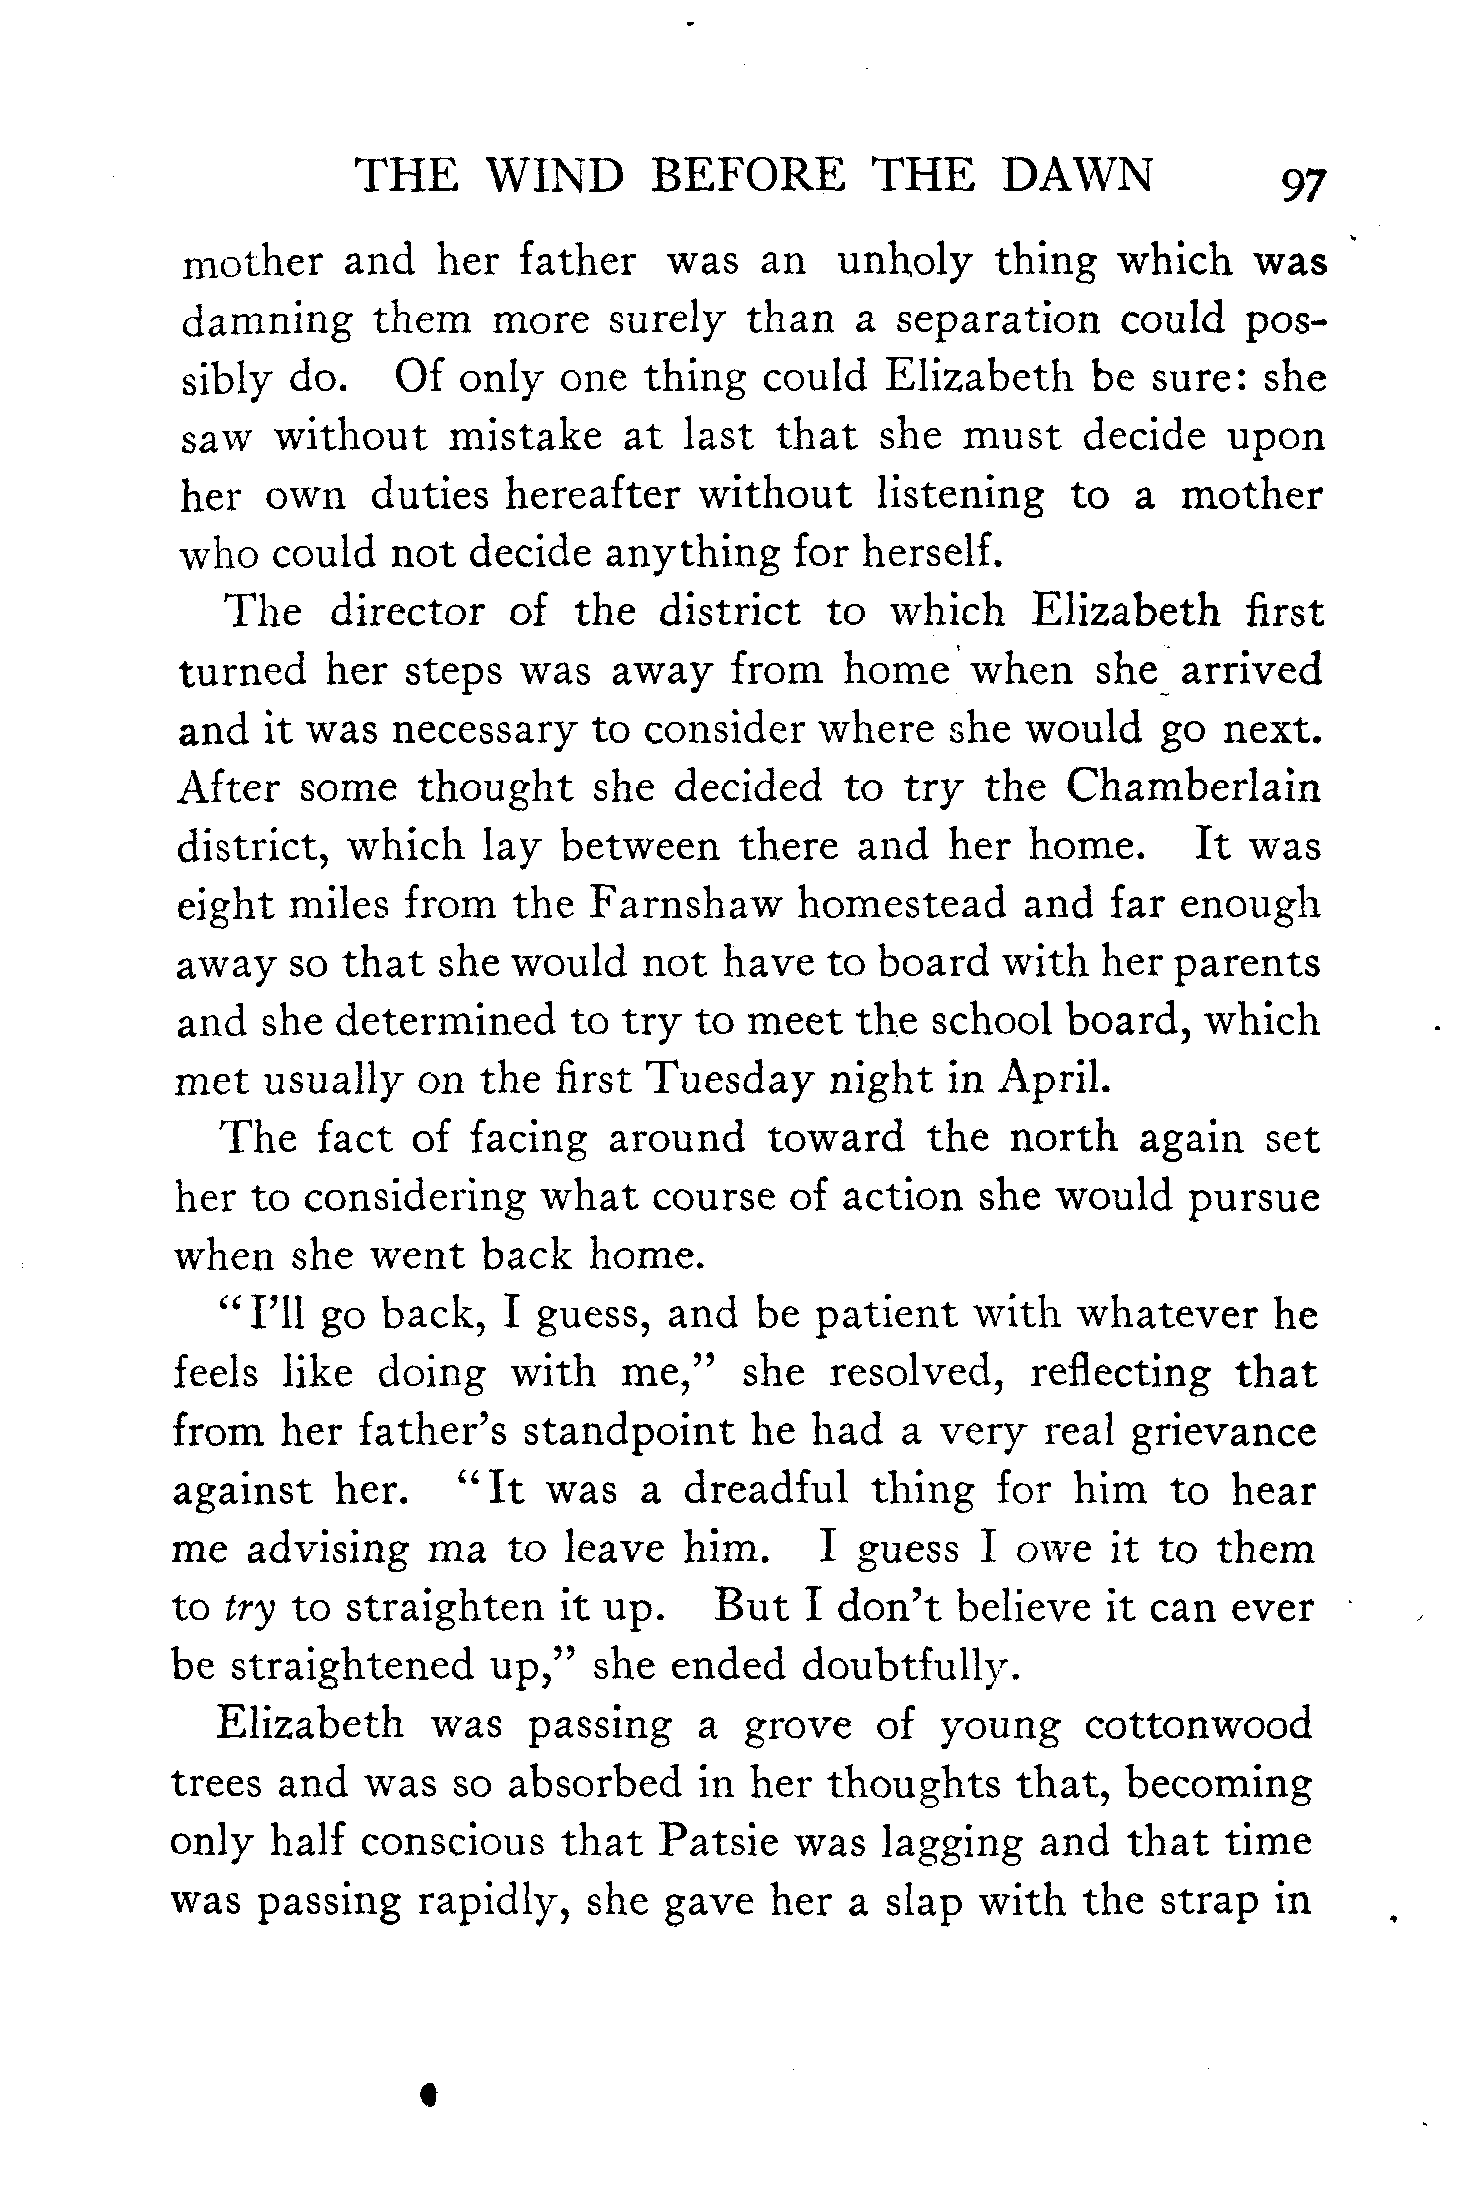 THE WIND BEFORE THE DAWN 97
mother and her father was an unholy thing which was
damning them more surely than a separation could pos-
sibly do. Of only one thing could Elizabeth be sure: she
saw without mistake at last that she must decide upon
her own duties hereafter without listening to a mother
who could not decide anything for herself.
The director of the district to which Elizabeth first
turned her steps was away from home when she arrived
and it was necessary to consider where she would go next.
After some thought she decided to try the Chamberlain
district, which lay between there and her home. It was
eight miles from the Farnshaw homestead and far enough
away so that she would not have to board with her parents
and she determined to try to meet the school board, which
met usually on the first Tuesday night in April.
The fact of facing around toward the north again set
her to considering what course of action she would pursue
when she went back home.
“I’ll go back, I guess, and be patient with whatever he
feels like doing with me,” she resolved, reflecting that
from her father’s standpoint he had a very real grievance
against her. “It was a dreadful thing for him to hear
me advising ma to leave him. I guess I owe it to them
to try to straighten it up. But I don’t believe it can ever
be straightened up,” she ended doubtfully.
Elizabeth was passing a grove of young cottonwood
trees and was so absorbed in her thoughts that, becoming
only half conscious that Patsie was lagging and that time
was passing rapidly, she gave her a slap with the strap in